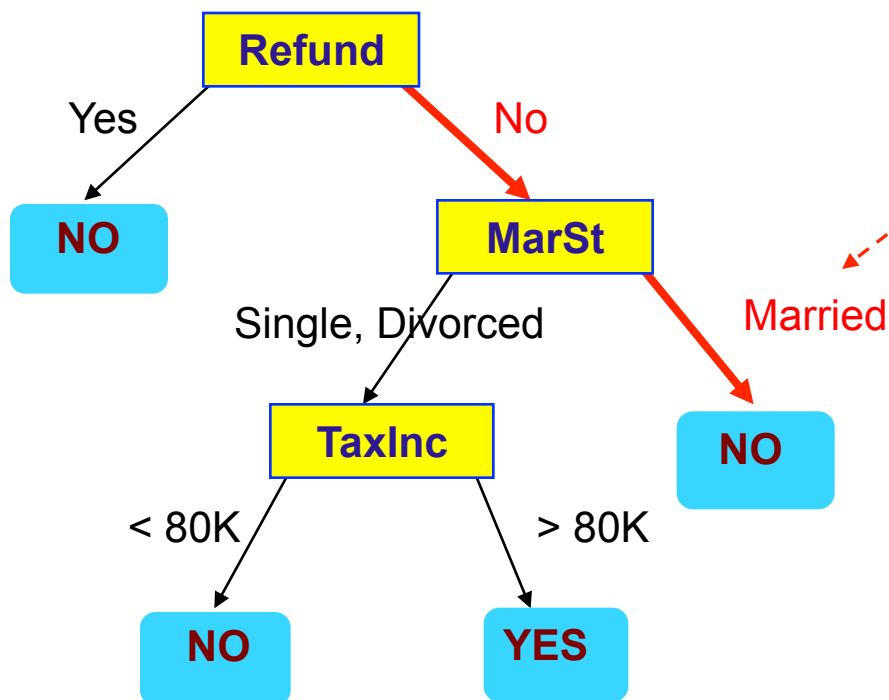 Refund
Yes
No
NO
MarSt
Single, Divorced
Married
TaxInc
NO
< 80K
> 80K
NO
YES